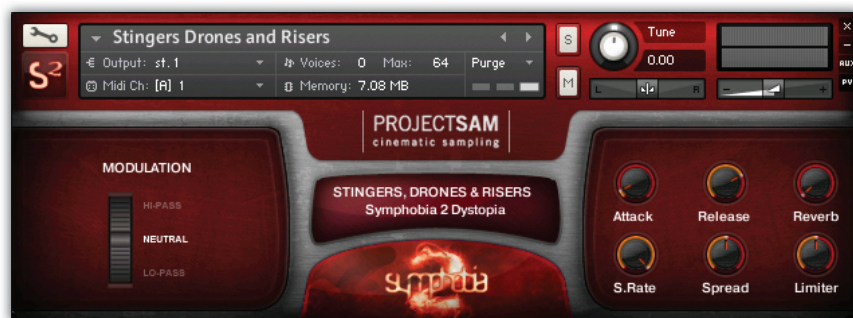 Stingers Drones and Risers
S
Tune
0.00
Output: st.1
Voices: 0 Max: 64
Purge
AUX
S2
Midi Ch: [A] 1
Memory: 7.08 MB
M
L
R
-
+
PV
PROJECTSAM
cinematic sampling
MODULATION
HI-PASS
NEUTRAL
LO-PASS
STINGERS, DRONES & RISERS
Symphobia 2 Dystopia
symphobia
2
Attack
Release
Reverb
S.Rate
Spread
Limiter